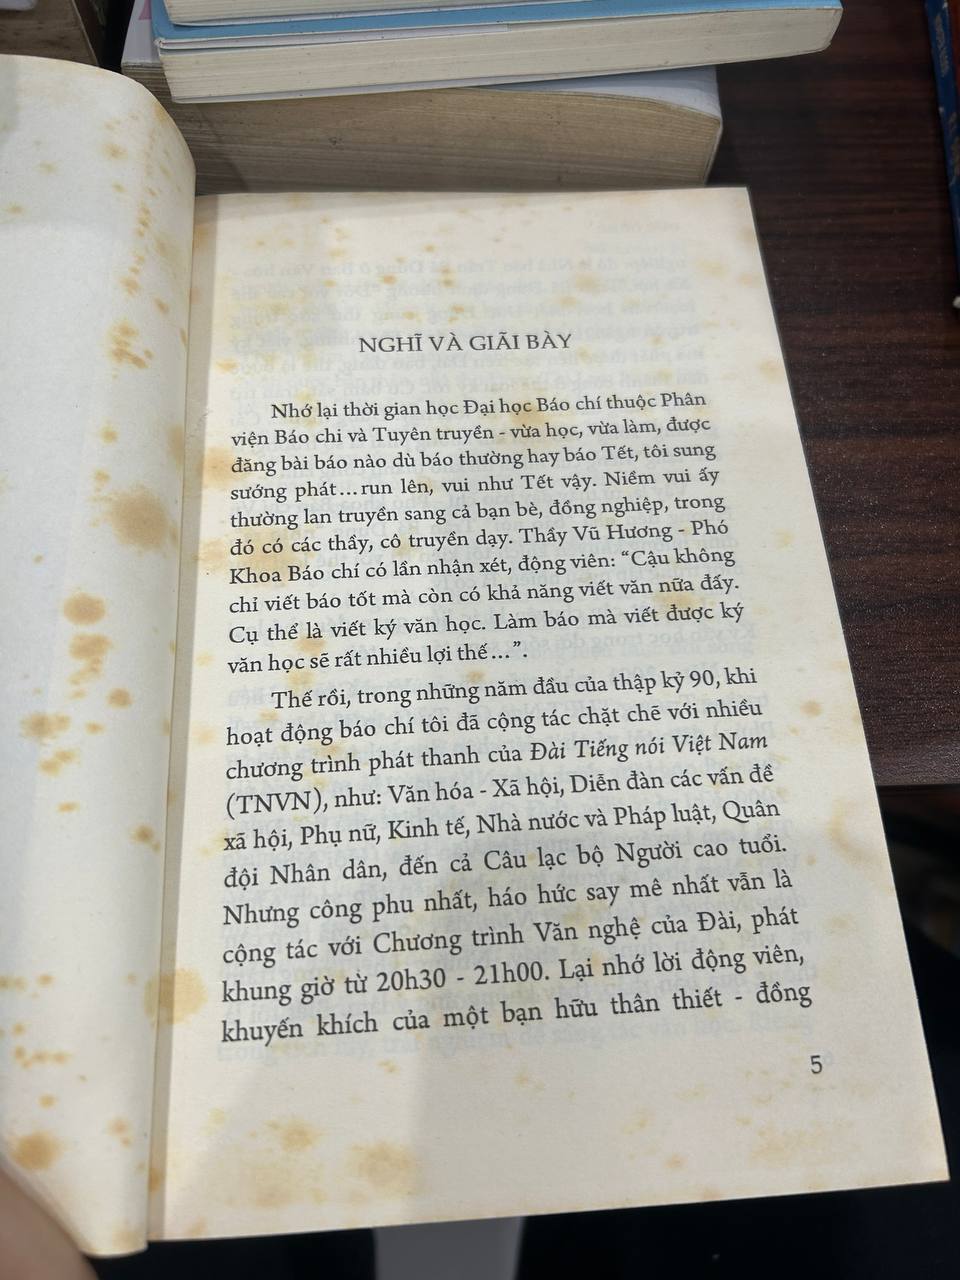 NGHĨ VÀ GIÃI BÀY
Nhớ lại thời gian học Đại học Báo chí thuộc Phân
viện Báo chi và Tuyên truyền - vừa học, vừa làm, được
đăng bài báo nào dù báo thường hay báo Tết, tôi sung
sướng phát...run lên, vui như Tết vậy. Niềm vui ấy
thường lan truyền sang cả bạn bè, đồng nghiệp, trong
đó có các thầy, cô truyền dạy. Thầy Vũ Hương - Phó
Khoa Báo chí có lần nhận xét, động viên: “Cậu không
chỉ viết báo tốt mà còn có khả năng viết văn nữa đấy.
Cụ thể là viết ký văn học. Làm báo mà viết được ký
văn học sẽ rất nhiều lợi thế...”.
Thế rồi, trong những năm đầu của thập kỷ 90, khi
hoạt động báo chí tôi đã cộng tác chặt chẽ với nhiều
chương trình phát thanh của Đài Tiếng nói Việt Nam
(TNVN), như: Văn hóa - Xã hội, Diễn đàn các vấn đề
xã hội, Phụ nữ, Kinh tế, Nhà nước và Pháp luật, Quân
đội Nhân dân, đến cả Câu lạc bộ Người cao tuổi.
Nhưng công phu nhất, háo hức say mê nhất vẫn là
cộng tác với Chương trình Văn nghệ của Đài, phát
khung giờ từ 20h30 - 21h00. Lại nhớ lời động viên,
khuyến khích của một bạn hữu thân thiết - đồng
5